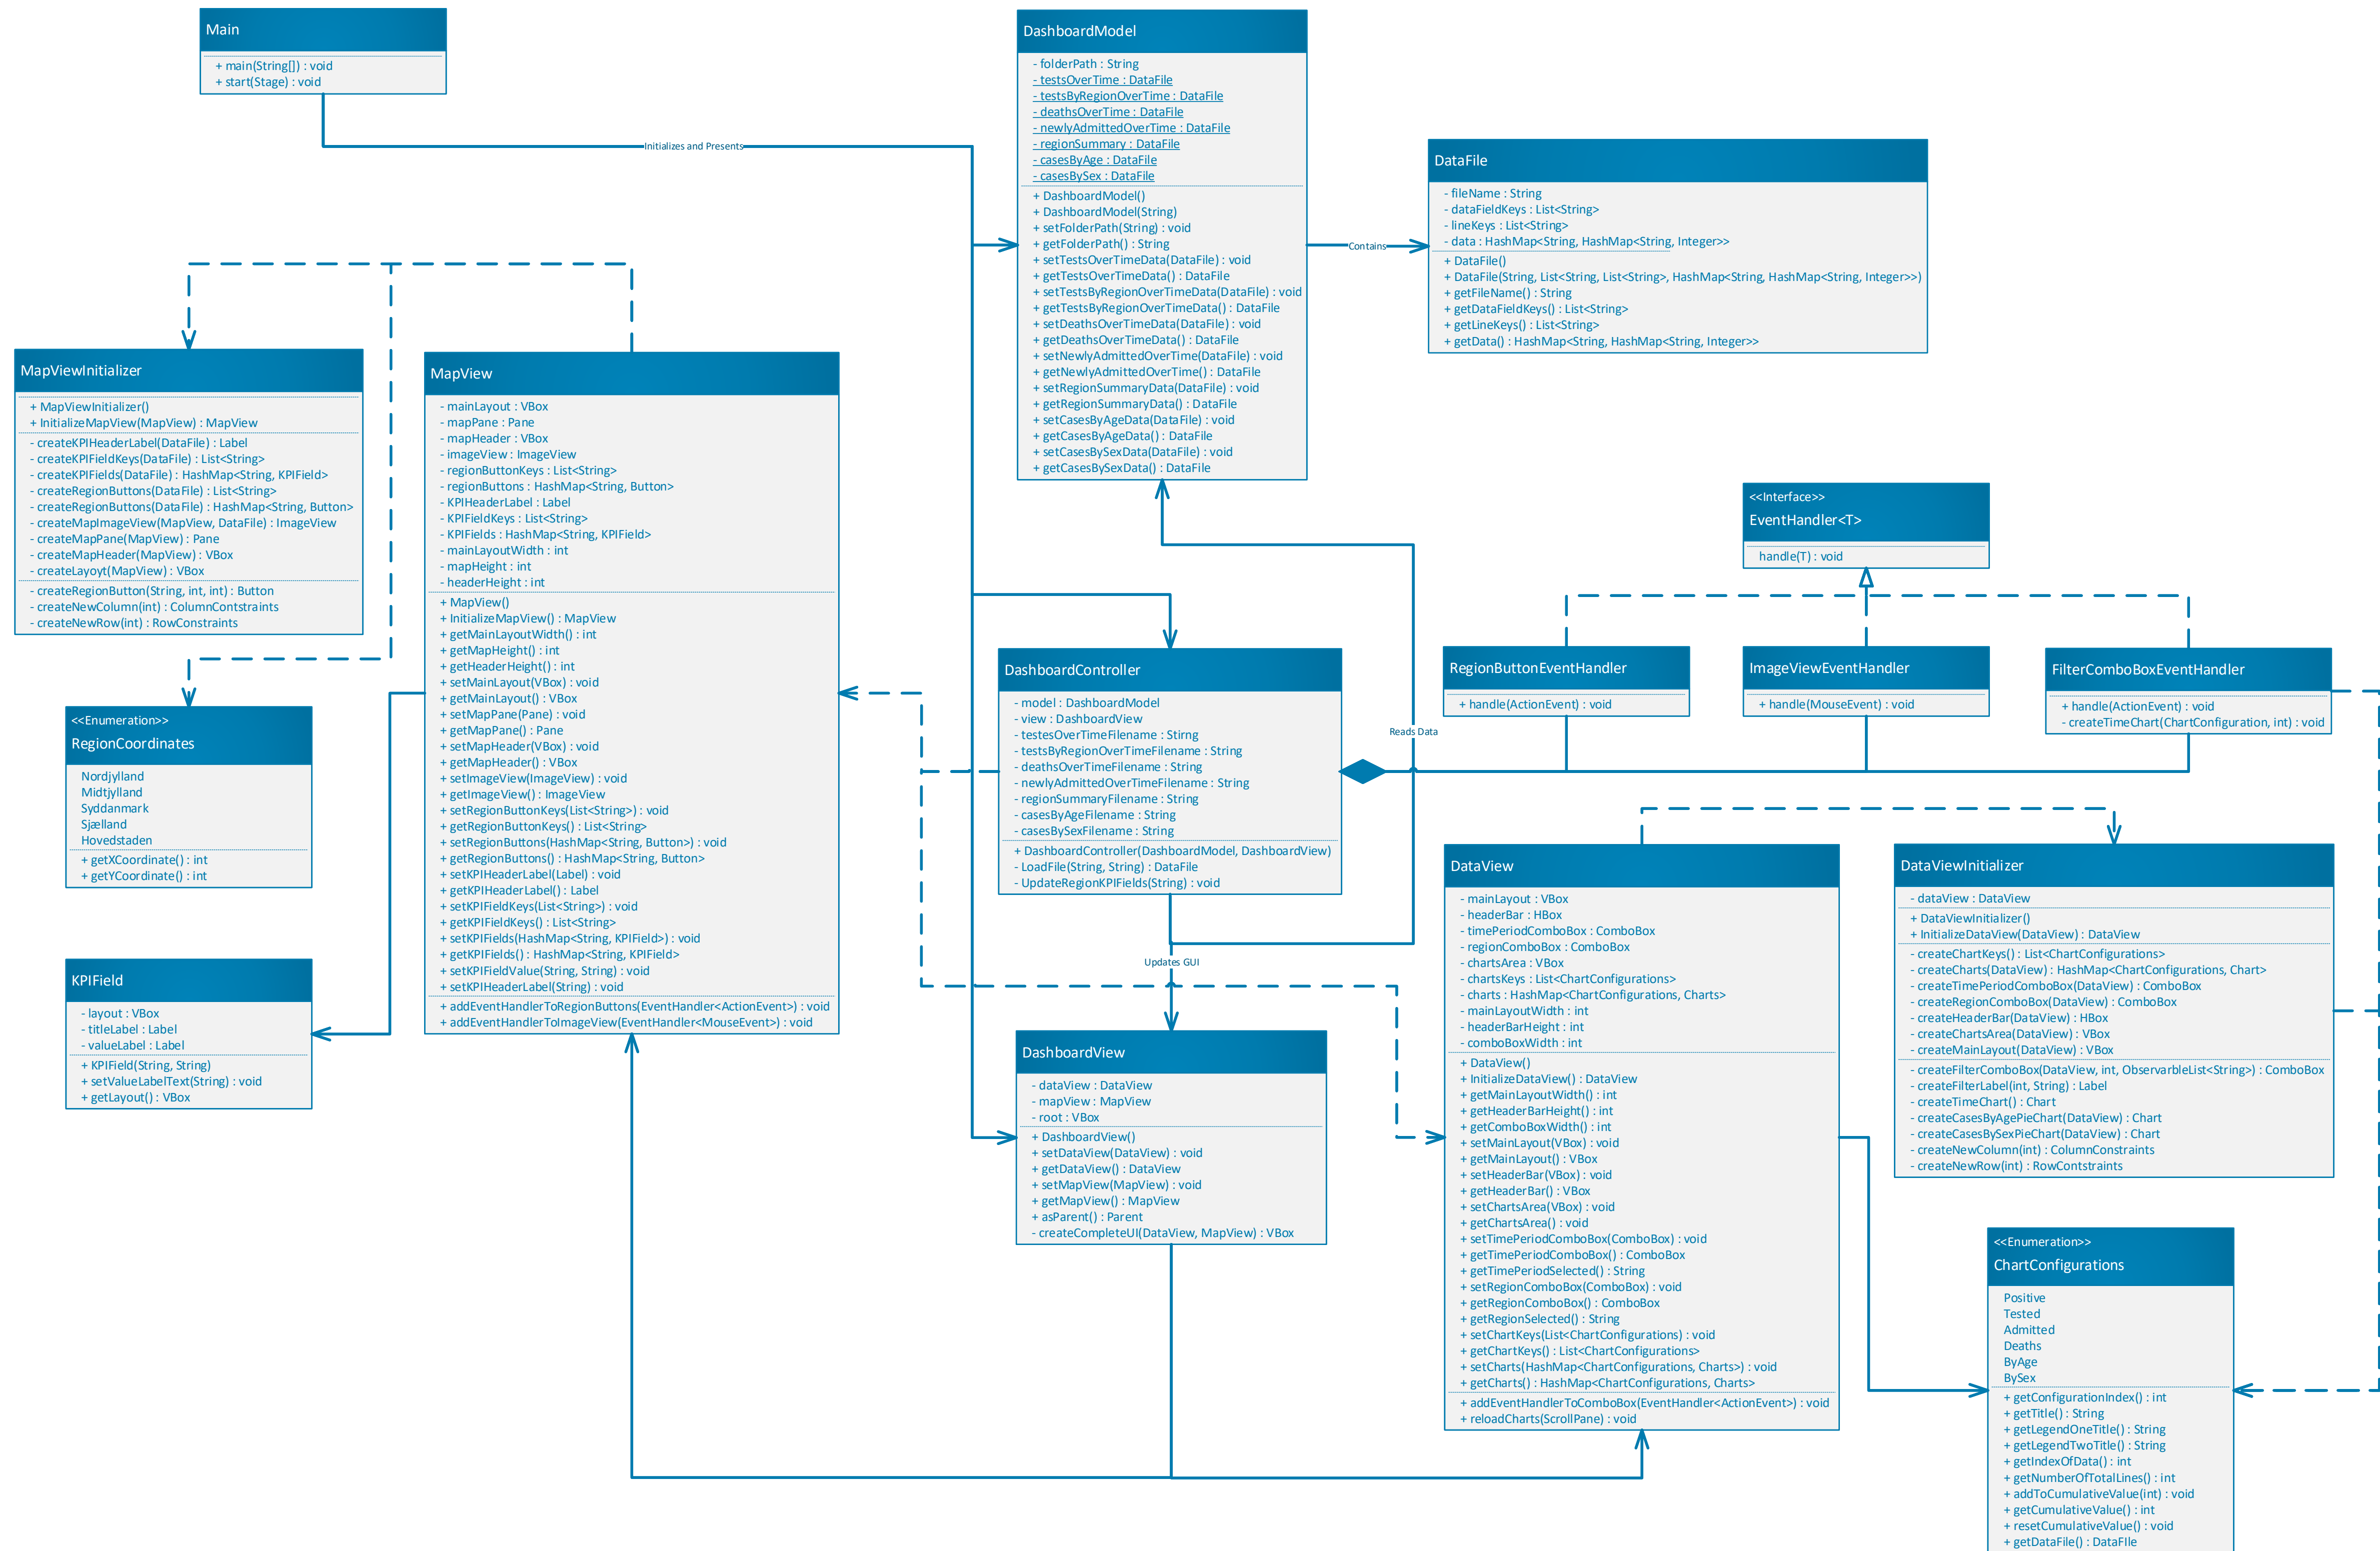 Main
+ main(String[]) : void
+ start(Stage) : void
Initializes and Presents
DashboardModel
- folderPath : String
- testsOverTime : DataFile
- testsByRegionOverTime : DataFile
- deathsOverTime : DataFile
- newlyAdmittedOverTime : DataFile
- regionSummary : DataFile
- casesByAge : DataFile
- casesBySex : DataFile
+ DashboardModel()
+ DashboardModel(String)
+ setFolderPath(String) : void
+ getFolderPath() : String
+ setTestsOverTimeData(DataFile) : void
+ getTestsOverTimeData() : DataFile
+ setTestsByRegionOverTimeData(DataFile) : void
+ getTestsByRegionOverTimeData() : DataFile
+ setDeathsOverTimeData(DataFile) : void
+ getDeathsOverTimeData() : DataFile
+ setNewlyAdmittedOverTime(DataFile) : void
+ getNewlyAdmittedOverTime() : DataFile
+ setRegionSummaryData(DataFile) : void
+ getRegionSummaryData() : DataFile
+ setCasesByAgeData(DataFile) : void
+ getCasesByAgeData() : DataFile
+ setCasesBySexData(DataFile) : void
+ getCasesBySexData() : DataFile
Contains
DataFile
- fileName : String
- dataFieldKeys : List<String>
- lineKeys : List<String>
- data : HashMap<String, HashMap<String, Integer>>
+ DataFile()
+ DataFile(String, List<String, List<String>, HashMap<String, HashMap<String, Integer>>)
+ getFileName() : String
+ getDataFieldKeys() : List<String>
+ getLineKeys() : List<String>
+ getData() : HashMap<String, HashMap<String, Integer>>
MapViewInitializer
+ MapViewInitializer()
+ InitializeMapView(MapView) : MapView
- createKPIHeaderLabel(DataFile) : Label
- createKPIFieldKeys(DataFile) : List<String>
- createKPIFields(DataFile) : HashMap<String, KPIField>
- createRegionButtons(DataFile) : List<String>
- createRegionButtons(DataFile) : HashMap<String, Button>
- createMapImageView(MapView, DataFile) : ImageView
- createMapPane(MapView) : Pane
- createMapHeader(MapView) : VBox
- createLayoyt(MapView) : VBox
- createRegionButton(String, int, int) : Button
- createNewColumn(int) : ColumnContstraints
- createNewRow(int) : RowConstraints
MapView
- mainLayout : VBox
- mapPane : Pane
- mapHeader : VBox
- imageView : ImageView
- regionButtonKeys : List<String>
- regionButtons : HashMap<String, Button>
- KPIHeaderLabel : Label
- KPIFieldKeys : List<String>
- KPIFields : HashMap<String, KPIField>
- mainLayoutWidth : int
- mapHeight : int
- headerHeight : int
+ MapView()
+ InitializeMapView() : MapView
+ getMainLayoutWidth() : int
+ getMapHeight() : int
+ getHeaderHeight() : int
+ setMainLayout(VBox) : void
+ getMainLayout() : VBox
+ setMapPane(Pane) : void
+ getMapPane() : Pane
+ setMapHeader(VBox) : void
+ getMapHeader() : VBox
+ setImageView(ImageView) : void
+ getImageView() : ImageView
+ setRegionButtonKeys(List<String>) : void
+ getRegionButtonKeys() : List<String>
+ setRegionButtons(HashMap<String, Button>) : void
+ getRegionButtons() : HashMap<String, Button>
+ setKPIHeaderLabel(Label) : void
+ getKPIHeaderLabel() : Label
+ setKPIFieldKeys(List<String>) : void
+ getKPIFieldKeys() : List<String>
+ setKPIFields(HashMap<String, KPIField>) : void
+ getKPIFields() : HashMap<String, KPIField>
+ setKPIFieldValue(String, String) : void
+ setKPIHeaderLabel(String) : void
+ addEventHandlerToRegionButtons(EventHandler<ActionEvent>) : void
+ addEventHandlerToImageView(EventHandler<MouseEvent>) : void
<<Enumeration>>
RegionCoordinates
Nordjylland
Midtjylland
Syddanmark
Sjælland
Hovedstaden
+ getXCoordinate() : int
+ getYCoordinate() : int
KPIField
- layout : VBox
- titleLabel : Label
- valueLabel : Label
+ KPIField(String, String)
+ setValueLabelText(String) : void
+ getLayout() : VBox
<<Interface>>
EventHandler<T>
handle(T) : void
RegionButtonEventHandler
+ handle(ActionEvent) : void
ImageViewEventHandler
+ handle(MouseEvent) : void
FilterComboBoxEventHandler
+ handle(ActionEvent) : void
- createTimeChart(ChartConfiguration, int) : void
DashboardController
- model : DashboardModel
- view : DashboardView
- testesOverTimeFilename : Stirng
- testsByRegionOverTimeFilename : String
- deathsOverTimeFilename : String
- newlyAdmittedOverTimeFilename : String
- regionSummaryFilename : String
- casesByAgeFilename : String
- casesBySexFilename : String
+ DashboardController(DashboardModel, DashboardView)
- LoadFile(String, String) : DataFile
- UpdateRegionKPIFields(String) : void
Reads Data
Updates GUI
DashboardView
- dataView : DataView
- mapView : MapView
- root : VBox
+ DashboardView()
+ setDataView(DataView) : void
+ getDataView() : DataView
+ setMapView(MapView) : void
+ getMapView() : MapView
+ asParent() : Parent
- createCompleteUI(DataView, MapView) : VBox
DataView
- mainLayout : VBox
- headerBar : HBox
- timePeriodComboBox : ComboBox
- regionComboBox : ComboBox
- chartsArea : VBox
- chartsKeys : List<ChartConfigurations>
- charts : HashMap<ChartConfigurations, Charts>
- mainLayoutWidth : int
- headerBarHeight : int
- comboBoxWidth : int
+ DataView()
+ InitializeDataView() : DataView
+ getMainLayoutWidth() : int
+ getHeaderBarHeight() : int
+ getComboBoxWidth() : int
+ setMainLayout(VBox) : void
+ getMainLayout() : VBox
+ setHeaderBar(VBox) : void
+ getHeaderBar() : VBox
+ setChartsArea(VBox) : void
+ getChartsArea() : void
+ setTimePeriodComboBox(ComboBox) : void
+ getTimePeriodComboBox() : ComboBox
+ getTimePeriodSelected() : String
+ setRegionComboBox(ComboBox) : void
+ getRegionComboBox() : ComboBox
+ getRegionSelected() : String
+ setChartKeys(List<ChartConfigurations) : void
+ getChartKeys() : List<ChartConfigurations>
+ setCharts(HashMap<ChartConfigurations, Charts>) : void
+ getCharts() : HashMap<ChartConfigurations, Charts>
+ addEventHandlerToComboBox(EventHandler<ActionEvent>) : void
+ reloadCharts(ScrollPane) : void
DataViewInitializer
- dataView : DataView
+ DataViewInitializer()
+ InitializeDataView(DataView) : DataView
- createChartKeys() : List<ChartConfigurations>
- createCharts(DataView) : HashMap<ChartConfigurations, Chart>
- createTimePeriodComboBox(DataView) : ComboBox
- createRegionComboBox(DataView) : ComboBox
- createHeaderBar(DataView) : HBox
- createChartsArea(DataView) : VBox
- createMainLayout(DataView) : VBox
- createFilterComboBox(DataView, int, ObservarbleList<String>) : ComboBox
- createFilterLabel(int, String) : Label
- createTimeChart() : Chart
- createCasesByAgePieChart(DataView) : Chart
- createCasesBySexPieChart(DataView) : Chart
- createNewColumn(int) : ColumnConstraints
- createNewRow(int) : RowContstraints
<<Enumeration>>
ChartConfigurations
Positive
Tested
Admitted
Deaths
ByAge
BySex
+ getConfigurationIndex() : int
+ getTitle() : String
+ getLegendOneTitle() : String
+ getLegendTwoTitle() : String
+ getIndexOfData() : int
+ getNumberOfTotalLines() : int
+ addToCumulativeValue(int) : void
+ getCumulativeValue() : int
+ resetCumulativeValue() : void
+ getDataFile() : DataFIle